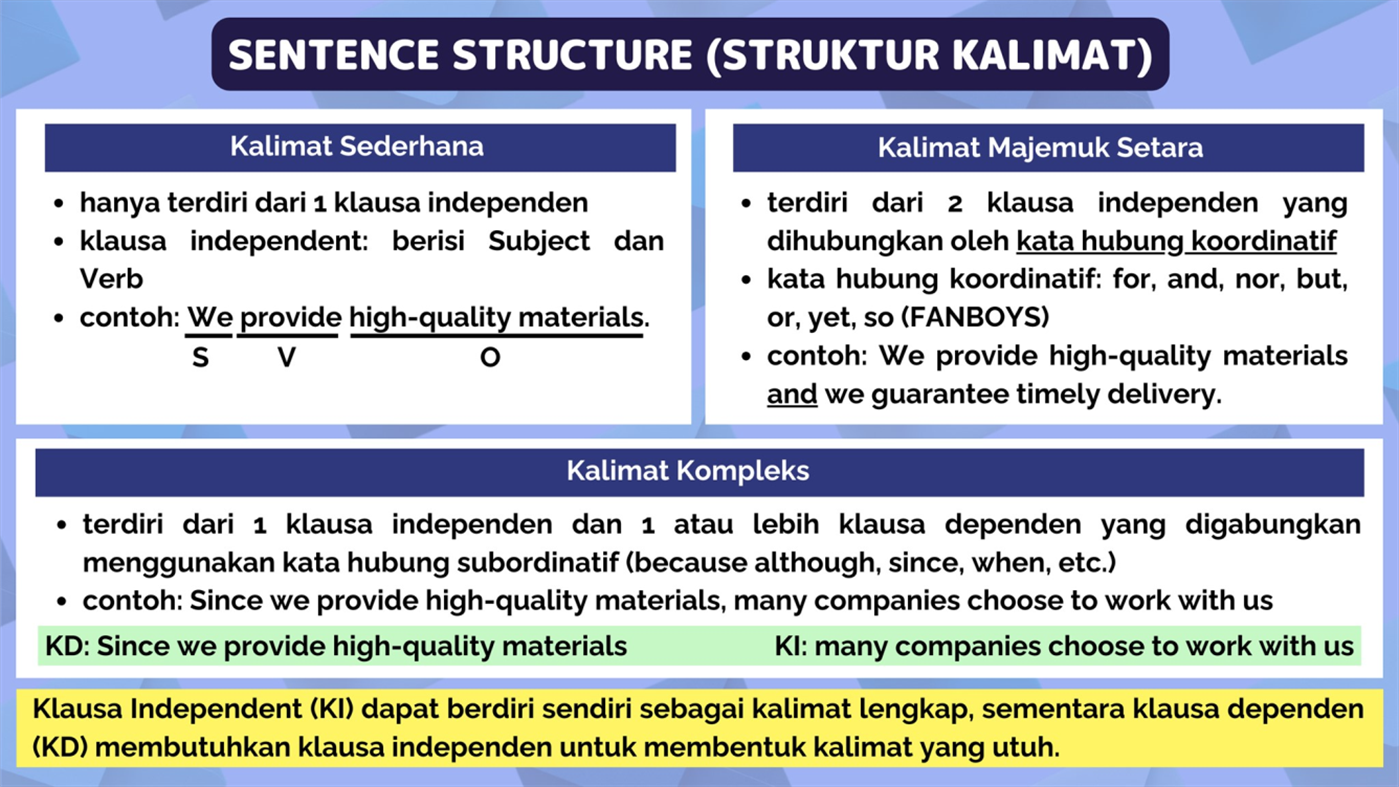 SENTENCE STRUCTURE (STRUKTUR KALIMAT)
Kalimat Sederhana
• hanya terdiri dari 1 klausa independen
• klausa independent: berisi Subject dan
Verb
• contoh: We provide high-quality materials.
S V O
Kalimat Majemuk Setara
• terdiri dari 2 klausa independen yang
dihubungkan oleh kata hubung koordinatif
• kata hubung koordinatif: for, and, nor, but,
or, yet, so (FANBOYS)
• contoh: We provide high-quality materials
and we guarantee timely delivery.
Kalimat Kompleks
• terdiri dari 1 klausa independen dan 1 atau lebih klausa dependen yang digabungkan
menggunakan kata hubung subordinatif (because although, since, when, etc.)
• contoh: Since we provide high-quality materials, many companies choose to work with us
KD: Since we provide high-quality materials KI: many companies choose to work with us
Klausa Independent (KI) dapat berdiri sendiri sebagai kalimat lengkap, sementara klausa dependen
(KD) membutuhkan klausa independen untuk membentuk kalimat yang utuh.